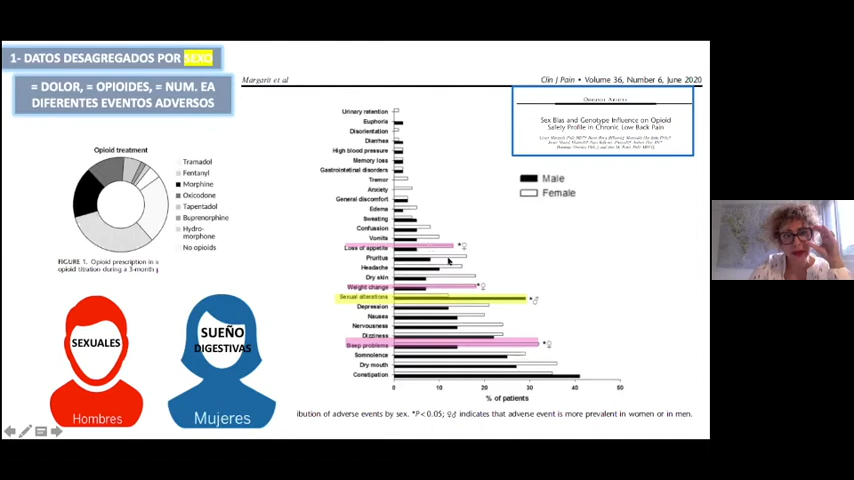 1- DATOS DESAGREGADOS POR SEXO
= DOLOR, = OPIOIDES, = NUM. EA
DIFERENTES EVENTOS ADVERSOS
Margarit et al
Clin J Pain • Volume 36, Number 6, June 2020
ORIGINAL ARTICLE
Sex Bias and Genotype Influence on Opioid
Safety Profile in Chronic Low Back Pain
Opioid treatment
Tramadol
Fentanyl
Morphine
Oxicodone
Tapentadol
Buprenorphine
Hydro-
morphone
No opioids
FIGURE 1. Opioid prescription in s
opioid titration during a 3-month p
SEXUALES
Hombres
SUEÑO
DIGESTIVAS
Mujeres
Urinary retention
Euphoria
Disorientation
Diarrhea
High blood pressure
Memory loss
Gastrointestinal disorders
Tremor
Anxiety
General discomfort
Edema
Sweating
Confusion
Vomits
Loss of appetite
*♀
Pruritus
Headache
Dry skin
Weight change
*♀
Sexual alterations
*♂
Depression
Nausea
Nervousness
Dizziness
Sleep problems
*♀
Somnolence
Dry mouth
Constipation
0 10 20 30 40 50
% of patients
Male
Female
ibution of adverse events by sex. *P < 0.05; ♀♂ indicates that adverse event is more prevalent in women or in men.